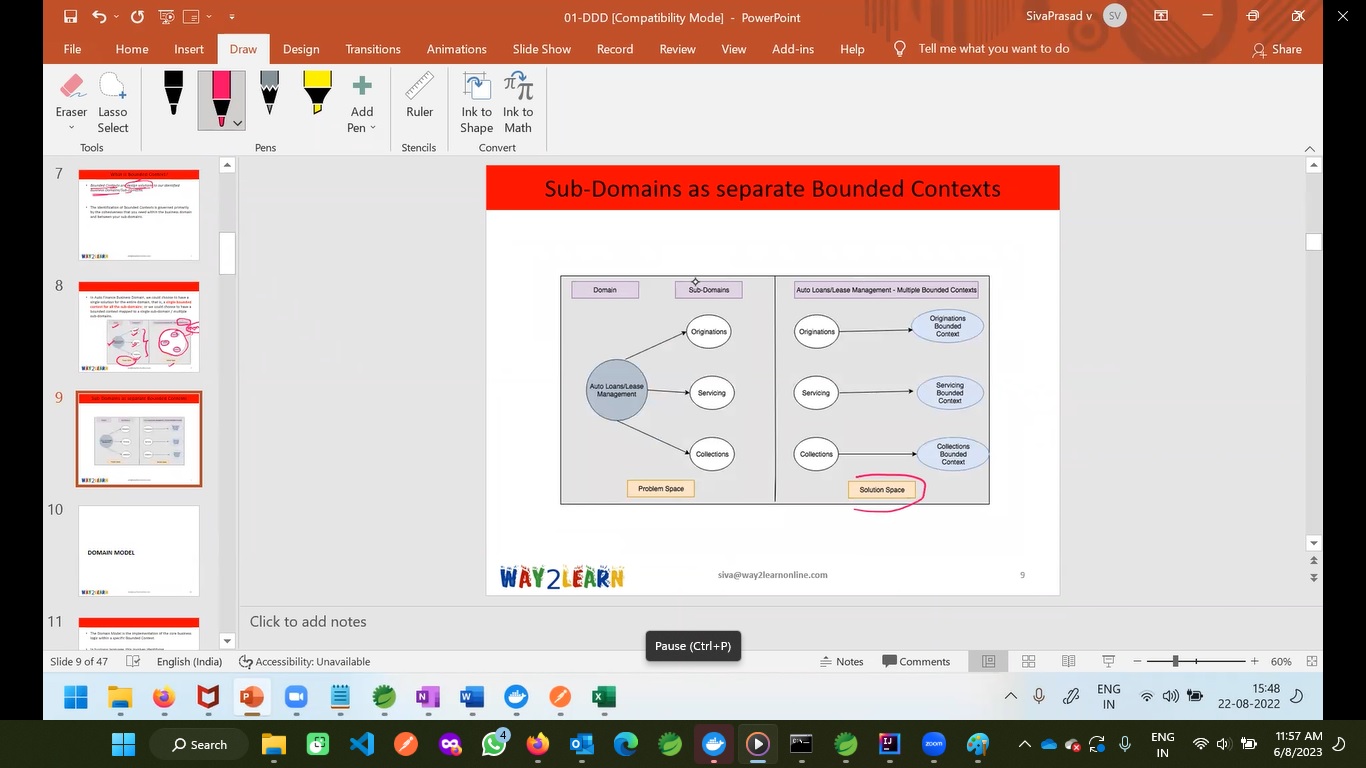 01-DDD [Compatibility Mode] - PowerPoint
SivaPrasad v
SV
File Home Insert Draw Design Transitions Animations Slide Show Record Review View Add-ins Help Tell me what you want to do Share
Eraser
Lasso
Select
Add
Pen
Ruler
Ink to
Shape
Ink to
Math
Tools
Pens
Stencils
Convert
7
What is Bounded Context?
The identification of Bounded Contexts is governed primarily
by the cohesiveness that you need within the business domain
and between your sub-domains
WAY2LEARN
8
In Auto Finance Business Domain, we could choose to have a
single solution for the entire domain, that is, a single bounded
context for all the sub-domains, or we could choose to have a
bounded context mapped to a single sub-domain / multiple
sub-domains
WAY2LEARN
9
Sub-Domains as separate Bounded Contexts
WAY2LEARN
10
DOMAIN MODEL
WAY2LEARN
11
The Domain Model is the implementation of the core business
logic within a specific Bounded Context
Sub-Domains as separate Bounded Contexts
Domain
Sub-Domains
Auto Loans/Lease Management - Multiple Bounded Contexts
Originations
Originations
Originations
Bounded
Context
Auto Loans/Lease
Management
Servicing
Servicing
Servicing
Bounded
Context
Collections
Collections
Collections
Bounded
Context
Problem Space
Solution Space
WAY2LEARN
siva@way2learnonline.com
9
Click to add notes
Pause (Ctrl+P)
Slide 9 of 47 English (India) Accessibility: Unavailable Notes Comments 60%
ENG
IN
15:48
22-08-2022
Search
4
zoom
ENG
IN
11:57 AM
6/8/2023